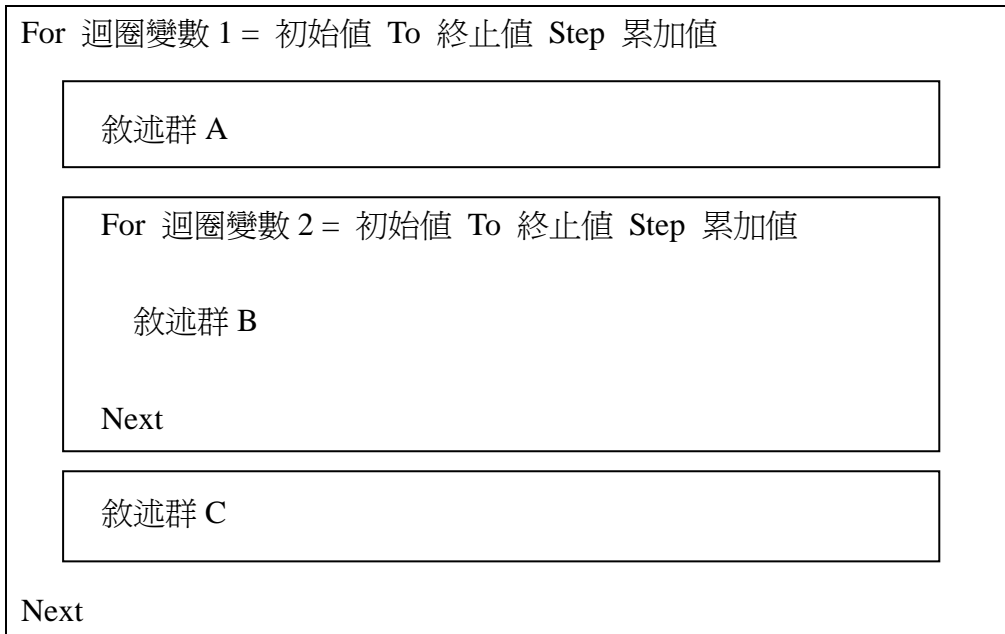 For 迴圈變數 1 = 初始值 To 終止值 Step 累加值
敘述群 A
For 迴圈變數 2 = 初始值 To 終止值 Step 累加值
敘述群 B
Next
敘述群 C
Next